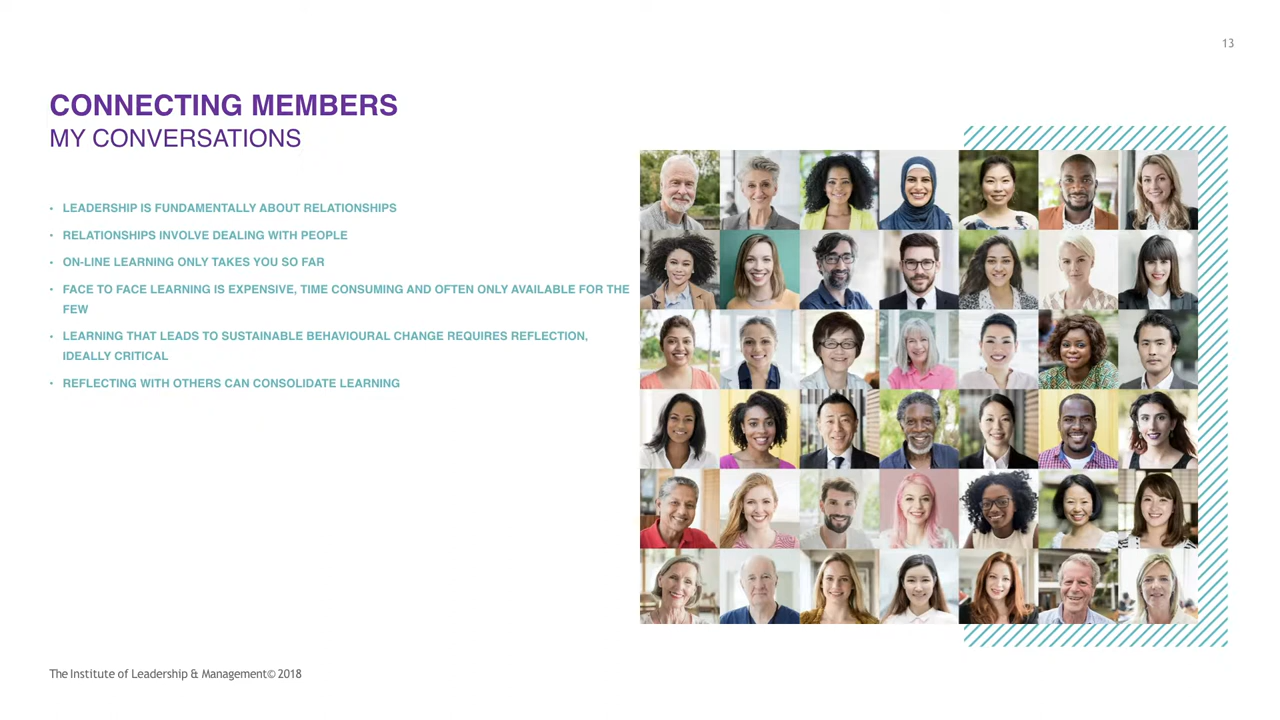 13
CONNECTING MEMBERS
MY CONVERSATIONS
• LEADERSHIP IS FUNDAMENTALLY ABOUT RELATIONSHIPS
• RELATIONSHIPS INVOLVE DEALING WITH PEOPLE
• ON-LINE LEARNING ONLY TAKES YOU SO FAR
• FACE TO FACE LEARNING IS EXPENSIVE, TIME CONSUMING AND OFTEN ONLY AVAILABLE FOR THE
FEW
• LEARNING THAT LEADS TO SUSTAINABLE BEHAVIOURAL CHANGE REQUIRES REFLECTION,
IDEALLY CRITICAL
• REFLECTING WITH OTHERS CAN CONSOLIDATE LEARNING
The Institute of Leadership & Management© 2018